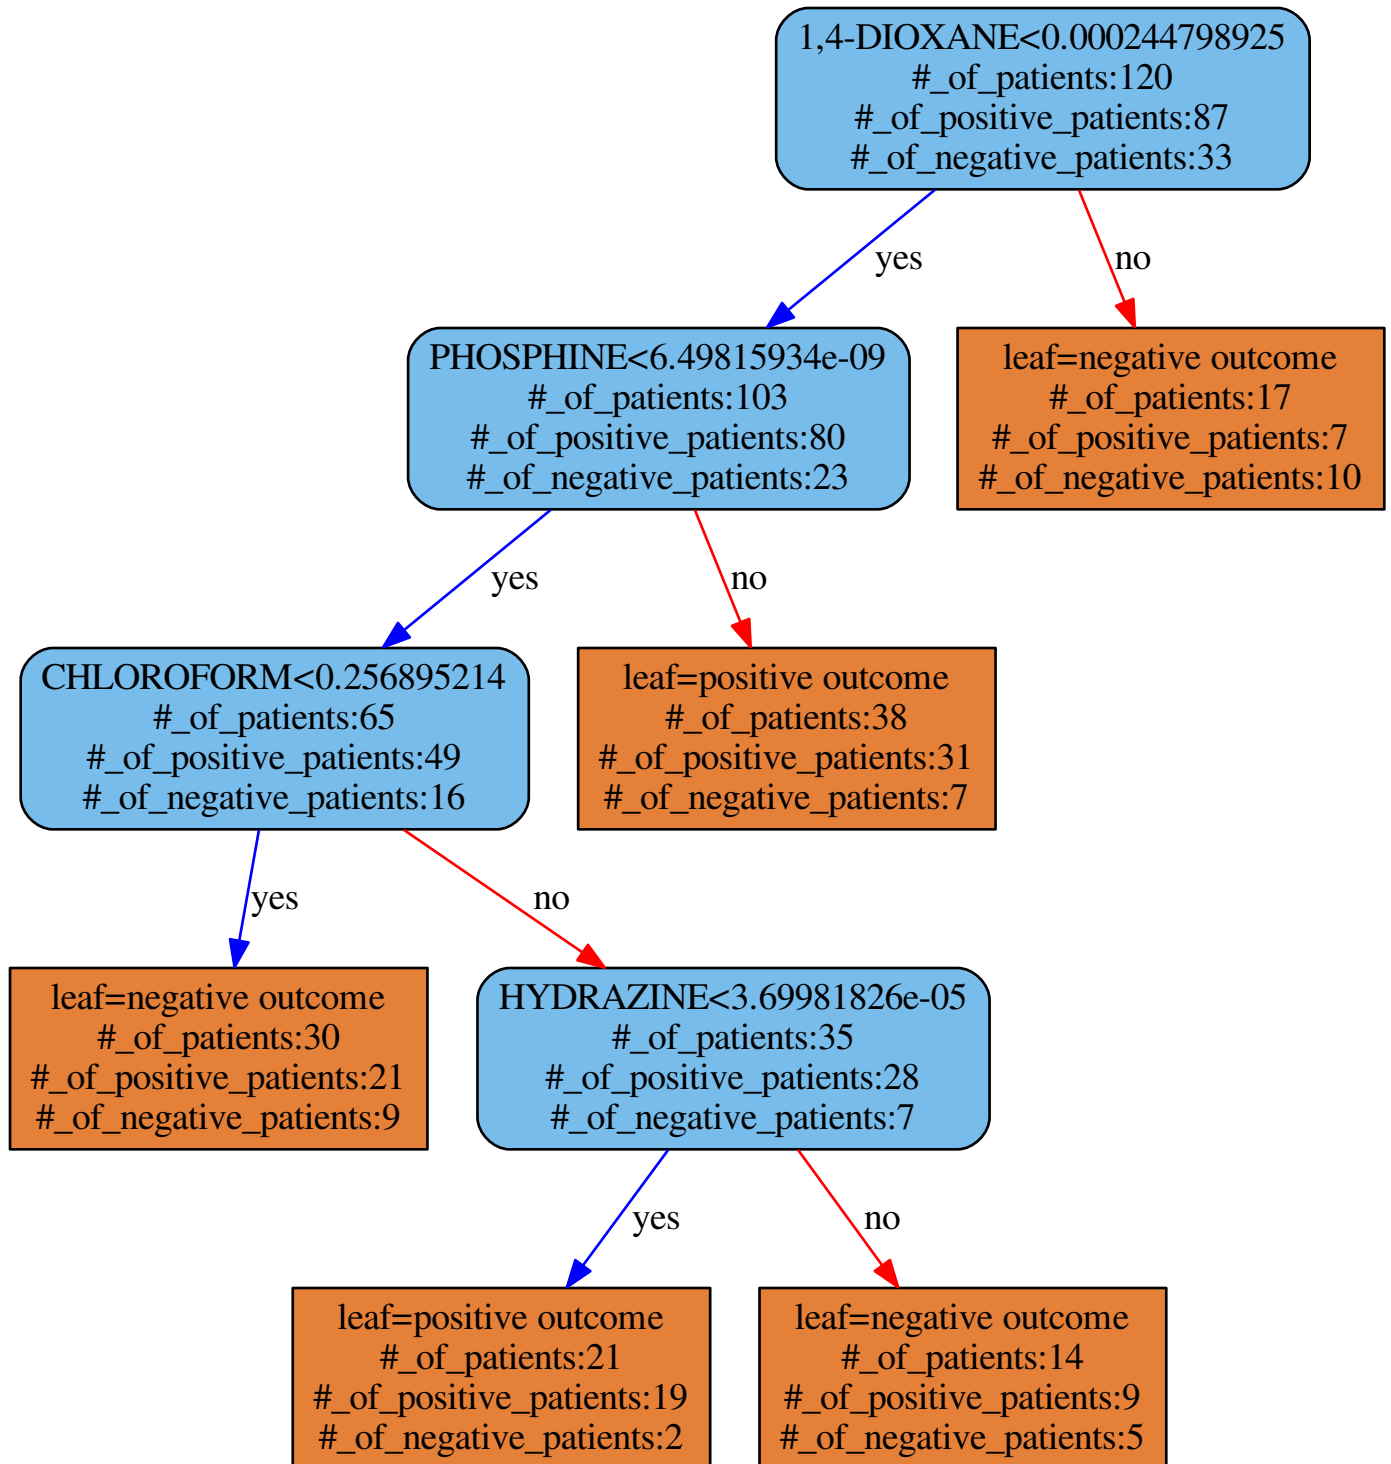 1,4-DIOXANE<0.000244798925
#_of_patients:120
#_of_positive_patients:87
#_of_negative_patients:33
yes
no
PHOSPHINE<6.49815934e-09
#_of_patients:103
#_of_positive_patients:80
#_of_negative_patients:23
leaf=negative outcome
#_of_patients:17
#_of_positive_patients:7
#_of_negative_patients:10
yes
no
CHLOROFORM<0.256895214
#_of_patients:65
#_of_positive_patients:49
#_of_negative_patients:16
leaf=positive outcome
#_of_patients:38
#_of_positive_patients:31
#_of_negative_patients:7
yes
no
leaf=negative outcome
#_of_patients:30
#_of_positive_patients:21
#_of_negative_patients:9
HYDRAZINE<3.69981826e-05
#_of_patients:35
#_of_positive_patients:28
#_of_negative_patients:7
yes
no
leaf=positive outcome
#_of_patients:21
#_of_positive_patients:19
#_of_negative_patients:2
leaf=negative outcome
#_of_patients:14
#_of_positive_patients:9
#_of_negative_patients:5